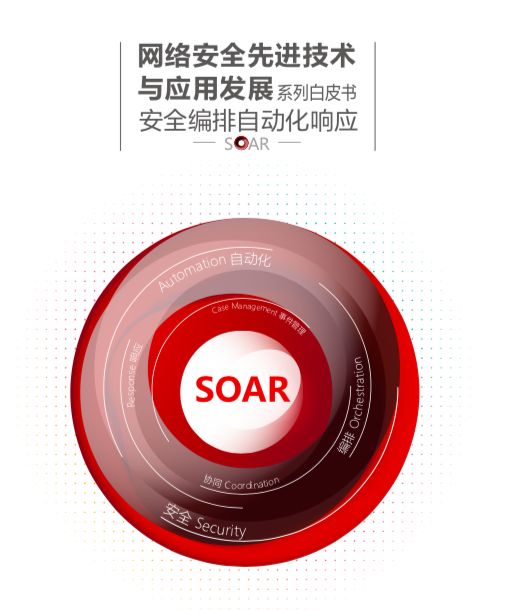 网络安全先进技术
与应用发展 系列白皮书
安全编排自动化响应
SOAR
Automation 自动化
Case Management 事件管理
Response 响应
SOAR
编排 Orchestration
协同 Coordination
安全 Security